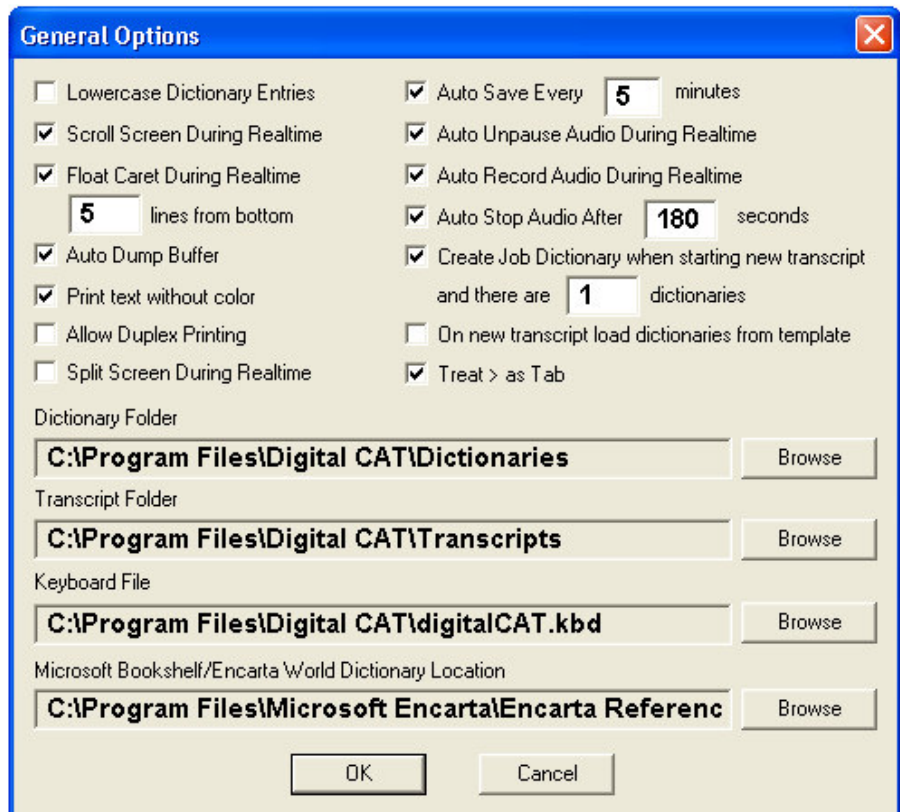 General Options
Lowercase Dictionary Entries
Scroll Screen During Realtime
Float Caret During Realtime
5 lines from bottom
Auto Dump Buffer
Print text without color
Allow Duplex Printing
Split Screen During Realtime
Auto Save Every 5 minutes
Auto Unpause Audio During Realtime
Auto Record Audio During Realtime
Auto Stop Audio After 180 seconds
Create Job Dictionary when starting new transcript
and there are 1 dictionaries
On new transcript load dictionaries from template
Treat > as Tab
Dictionary Folder
C:\Program Files\Digital CAT\Dictionaries Browse
Transcript Folder
C:\Program Files\Digital CAT\Transcripts Browse
Keyboard File
C:\Program Files\Digital CAT\digitalCAT.kbd Browse
Microsoft Bookshelf/Encarta World Dictionary Location
C:\Program Files\Microsoft Encarta\Encarta Referenc Browse
OK Cancel